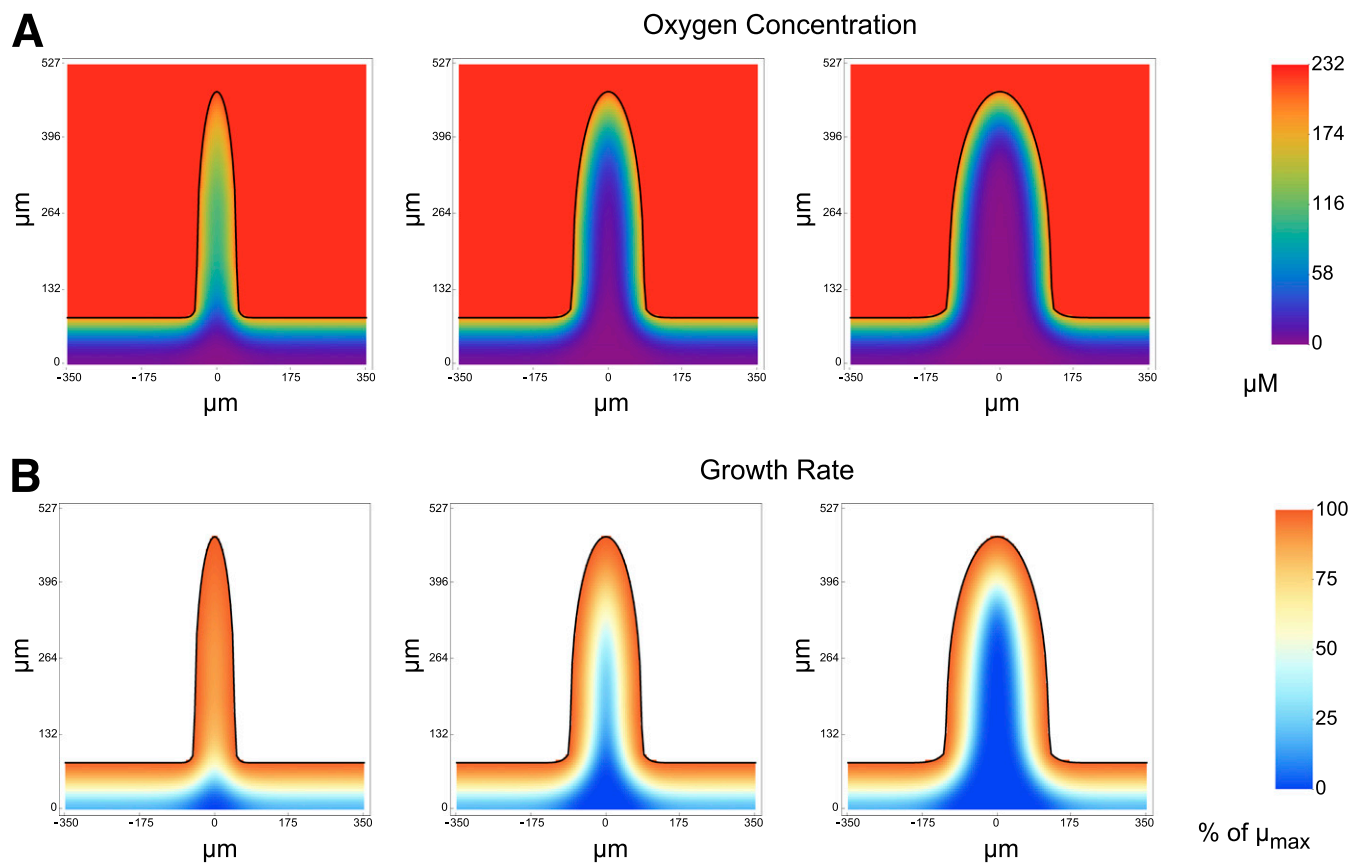 A
Oxygen Concentration
527 527 527 232
396 396 396 174
µm 264 µm 264 µm 264 116
132 132 132 58
0 0 0 0
-350 -175 0 175 350 -350 -175 0 175 350 -350 -175 0 175 350
µM
µm µm µm
B
Growth Rate
527 527 527 100
396 396 396 75
µm 264 µm 264 µm 264 50
132 132 132 25
0 0 0 0
-350 -175 0 175 350 -350 -175 0 175 350 -350 -175 0 175 350
% of µmax
µm µm µm